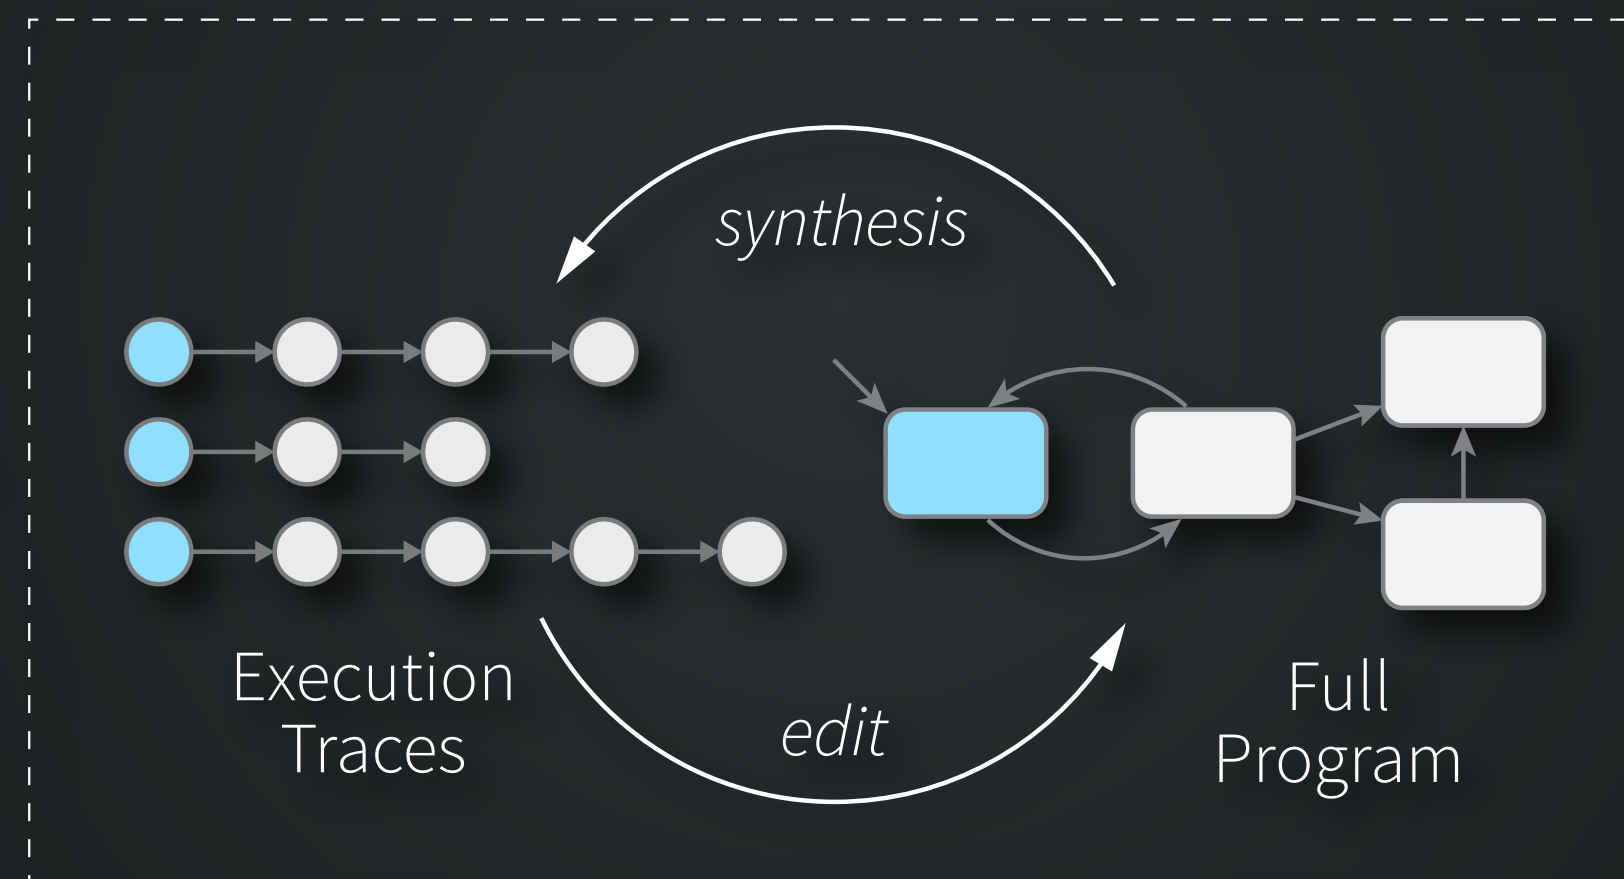 synthesis
Execution
Traces
edit
Full
Program